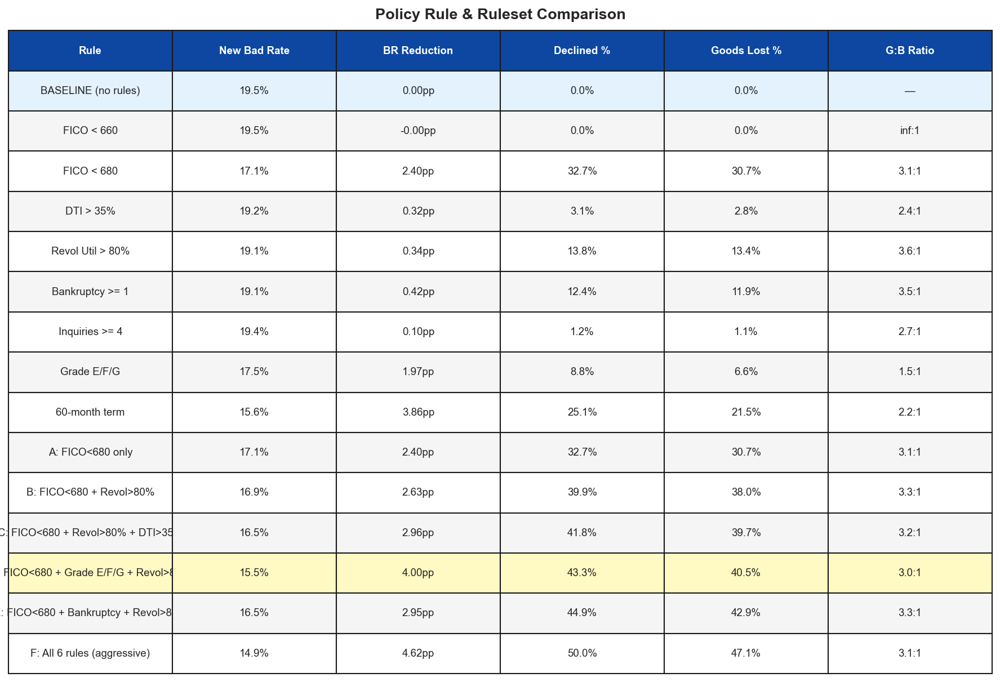 Policy Rule & Ruleset Comparison
Rule New Bad Rate BR Reduction Declined % Goods Lost % G:B Ratio
BASELINE (no rules) 19.5% 0.00pp 0.0% 0.0% —
FICO < 660 19.5% -0.00pp 0.0% 0.0% inf:1
FICO < 680 17.1% 2.40pp 32.7% 30.7% 3.1:1
DTI > 35% 19.2% 0.32pp 3.1% 2.8% 2.4:1
Revol Util > 80% 19.1% 0.34pp 13.8% 13.4% 3.6:1
Bankruptcy >= 1 19.1% 0.42pp 12.4% 11.9% 3.5:1
Inquiries >= 4 19.4% 0.10pp 1.2% 1.1% 2.7:1
Grade E/F/G 17.5% 1.97pp 8.8% 6.6% 1.5:1
60-month term 15.6% 3.86pp 25.1% 21.5% 2.2:1
A: FICO<680 only 17.1% 2.40pp 32.7% 30.7% 3.1:1
B: FICO<680 + Revol>80% 16.9% 2.63pp 39.9% 38.0% 3.3:1
C: FICO<680 + Revol>80% + DTI>35 16.5% 2.96pp 41.8% 39.7% 3.2:1
FICO<680 + Grade E/F/G + Revol>8 15.5% 4.00pp 43.3% 40.5% 3.0:1
: FICO<680 + Bankruptcy + Revol>8 16.5% 2.95pp 44.9% 42.9% 3.3:1
F: All 6 rules (aggressive) 14.9% 4.62pp 50.0% 47.1% 3.1:1